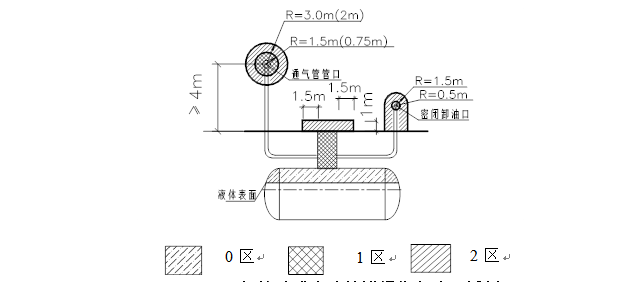 R=3.0m(2m)
R=1.5m(0.75m)
通气管管口
≥4m
1.5m
1.5m
1m
R=1.5m
R=0.5m
密闭卸油口
液体表面
0 区
1 区
2 区